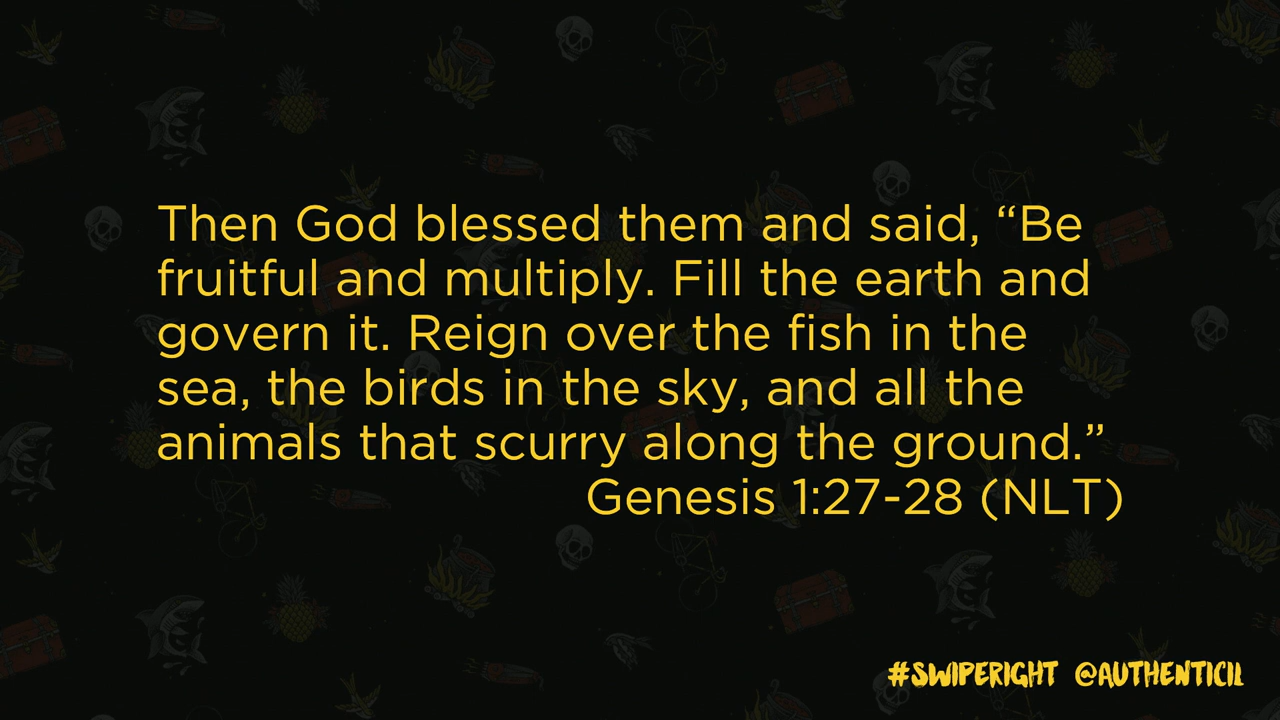 Then God blessed them and said, “Be
fruitful and multiply. Fill the earth and
govern it. Reign over the fish in the
sea, the birds in the sky, and all the
animals that scurry along the ground.”
Genesis 1:27-28 (NLT)
#SWIPERIGHT @AUTHENTICIL